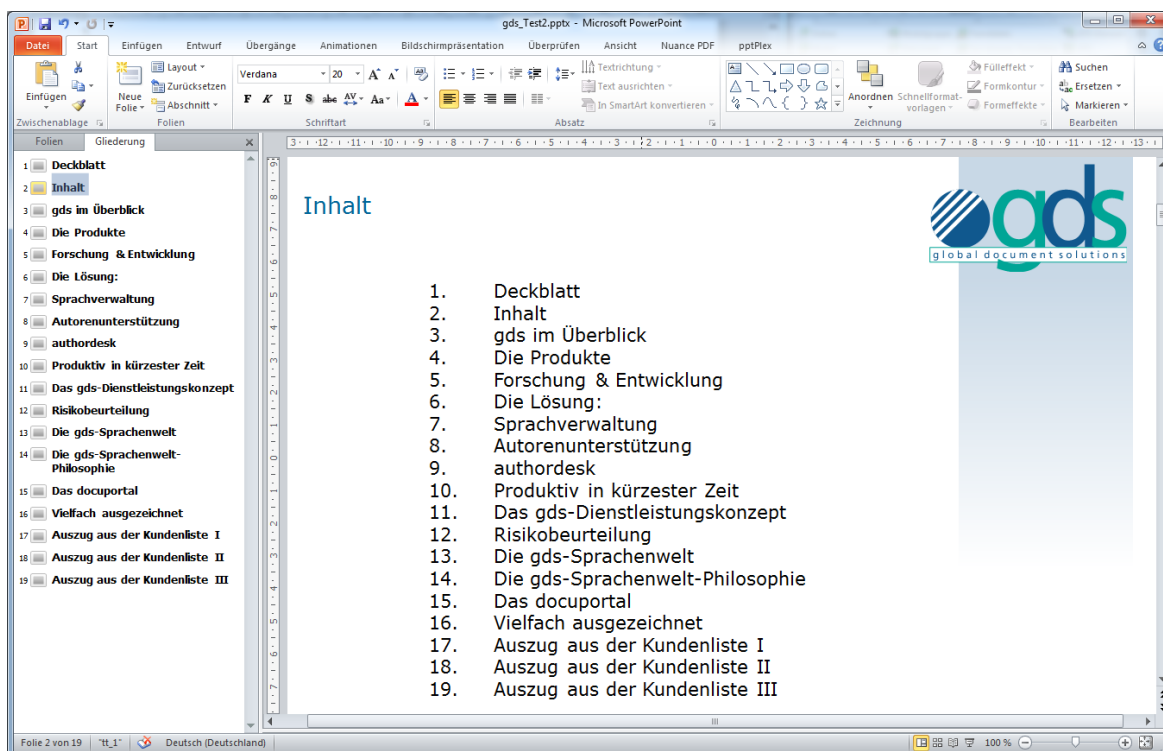 gds_Test2.pptx - Microsoft PowerPoint
Datei Start Einfügen Entwurf Übergänge Animationen Bildschirmpräsentation Überprüfen Ansicht Nuance PDF pptPlex
Einfügen
Zwischenablage
Neue Folie
Layout
Zurücksetzen
Abschnitt
Folien
Verdana 20
F K U S abc AV Aa A
Schriftart
Textrichtung
Text ausrichten
In SmartArt konvertieren
Absatz
Anordnen
Schnellformat-
vorlagen
Fülleffekt
Formkontur
Formeffekte
Zeichnung
Suchen
Ersetzen
Markieren
Bearbeiten
Folien Gliederung
1 Deckblatt
2 Inhalt
3 gds im Überblick
4 Die Produkte
5 Forschung & Entwicklung
6 Die Lösung:
7 Sprachverwaltung
8 Autorenunterstützung
9 authordesk
10 Produktiv in kürzester Zeit
11 Das gds-Dienstleistungskonzept
12 Risikobeurteilung
13 Die gds-Sprachenwelt
14 Die gds-Sprachenwelt-
Philosophie
15 Das docuportal
16 Vielfach ausgezeichnet
17 Auszug aus der Kundenliste I
18 Auszug aus der Kundenliste II
19 Auszug aus der Kundenliste III
Inhalt
gds
global document solutions
1. Deckblatt
2. Inhalt
3. gds im Überblick
4. Die Produkte
5. Forschung & Entwicklung
6. Die Lösung:
7. Sprachverwaltung
8. Autorenunterstützung
9. authordesk
10. Produktiv in kürzester Zeit
11. Das gds-Dienstleistungskonzept
12. Risikobeurteilung
13. Die gds-Sprachenwelt
14. Die gds-Sprachenwelt-Philosophie
15. Das docuportal
16. Vielfach ausgezeichnet
17. Auszug aus der Kundenliste I
18. Auszug aus der Kundenliste II
19. Auszug aus der Kundenliste III
Folie 2 von 19 "tt_1" Deutsch (Deutschland) 100 %